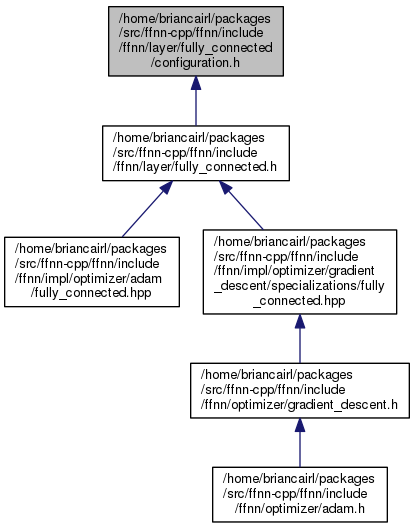 /home/briancairl/packages
/src/ffnn-cpp/ffnn/include
/ffnn/layer/fully_connected
/configuration.h
/home/briancairl/packages
/src/ffnn-cpp/ffnn/include
/ffnn/layer/fully_connected.h
/home/briancairl/packages
/src/ffnn-cpp/ffnn/include
/ffnn/impl/optimizer/adam
/fully_connected.hpp
/home/briancairl/packages
/src/ffnn-cpp/ffnn/include
/ffnn/impl/optimizer/gradient
_descent/specializations/fully
_connected.hpp
/home/briancairl/packages
/src/ffnn-cpp/ffnn/include
/ffnn/optimizer/gradient_descent.h
/home/briancairl/packages
/src/ffnn-cpp/ffnn/include
/ffnn/optimizer/adam.h